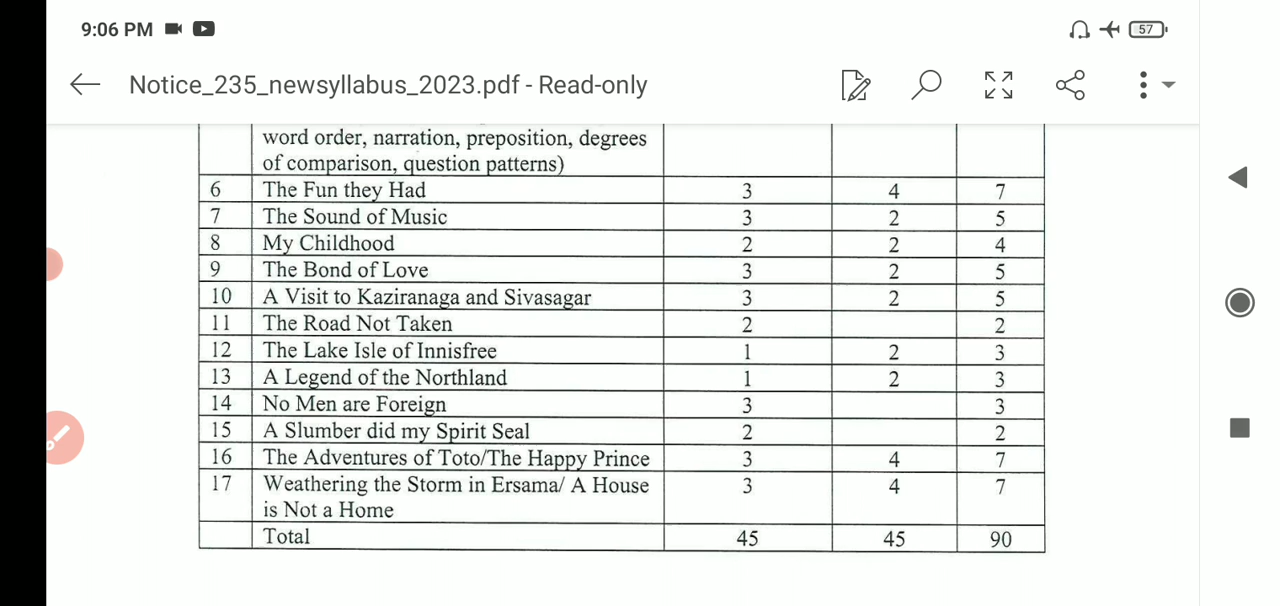 9:06 PM
57
Notice_235_newsyllabus_2023.pdf - Read-only
word order, narration, preposition, degrees
of comparison, question patterns)
6 The Fun they Had 3 4 7
7 The Sound of Music 3 2 5
8 My Childhood 2 2 4
9 The Bond of Love 3 2 5
10 A Visit to Kaziranaga and Sivasagar 3 2 5
11 The Road Not Taken 2 2
12 The Lake Isle of Innisfree 1 2 3
13 A Legend of the Northland 1 2 3
14 No Men are Foreign 3 3
15 A Slumber did my Spirit Seal 2 2
16 The Adventures of Toto/The Happy Prince 3 4 7
17 Weathering the Storm in Ersama/ A House 3 4 7
is Not a Home
Total 45 45 90